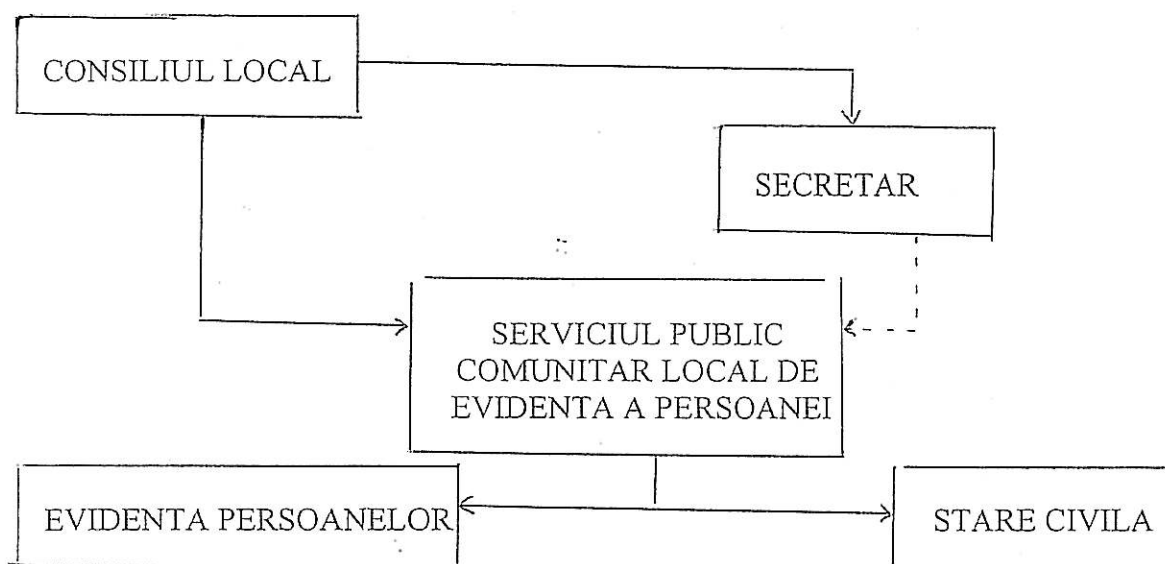 CONSILIUL LOCAL
SECRETAR
SERVICIUL PUBLIC
COMUNITAR LOCAL DE
EVIDENTA A PERSOANEI
EVIDENTA PERSOANELOR
STARE CIVILA